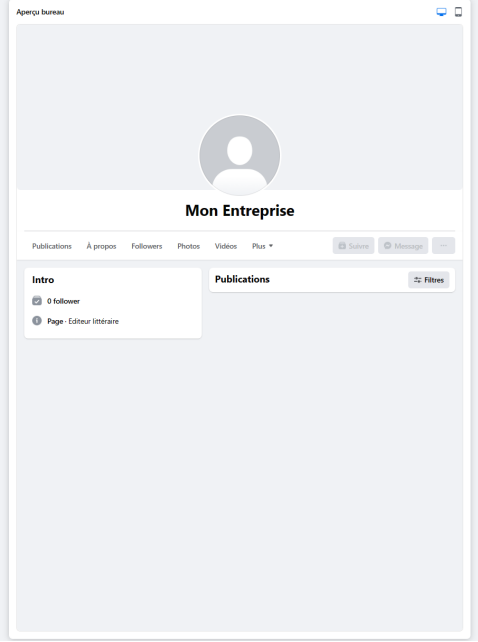 Aperçu bureau
Mon Entreprise
Publications À propos Followers Photos Vidéos Plus Suivre Message
Intro
0 follower
Page · Editeur littéraire
Publications Filtres